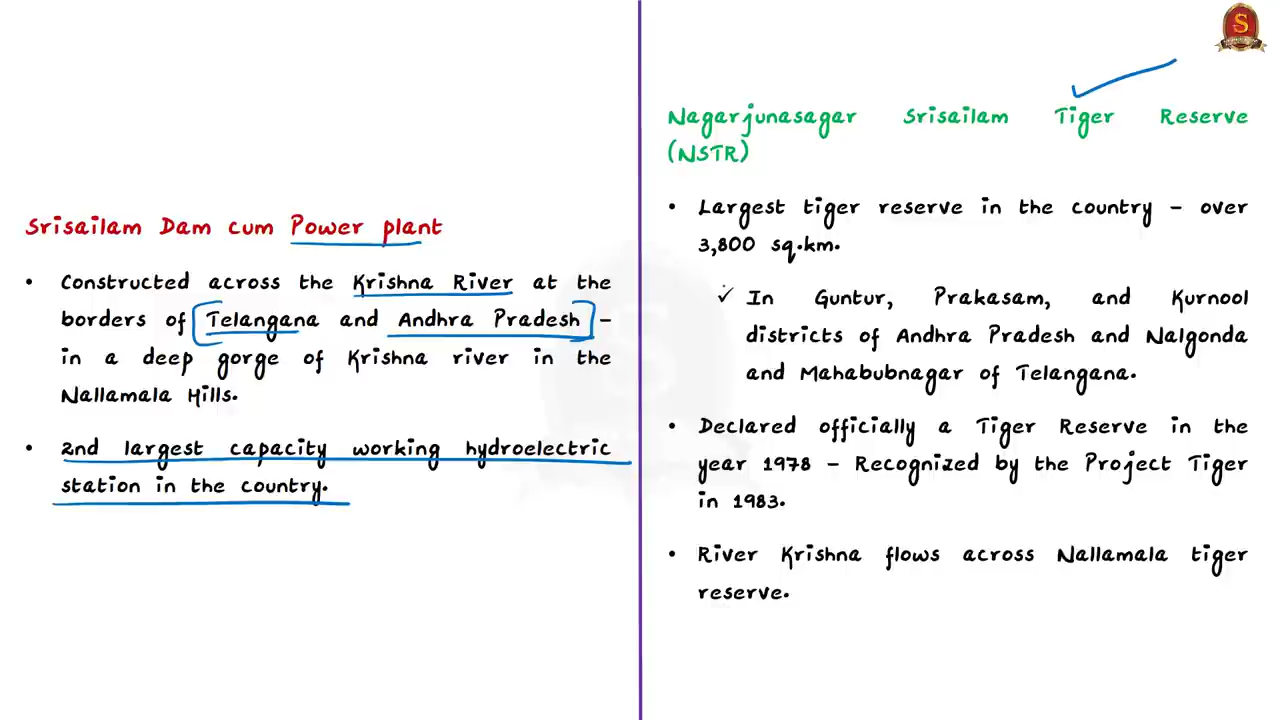 Srisailam Dam cum Power plant
• Constructed across the Krishna River at the
borders of Telangana and Andhra Pradesh –
in a deep gorge of Krishna river in the
Nallamala Hills.
• 2nd largest capacity working hydroelectric
station in the country.
Nagarjunasagar Srisailam Tiger Reserve
(NSTR)
• Largest tiger reserve in the country – over
3,800 sq.km.
✓ In Guntur, Prakasam, and Kurnool
districts of Andhra Pradesh and Nalgonda
and Mahabubnagar of Telangana.
• Declared officially a Tiger Reserve in the
year 1978 – Recognized by the Project Tiger
in 1983.
• River Krishna flows across Nallamala tiger
reserve.
S